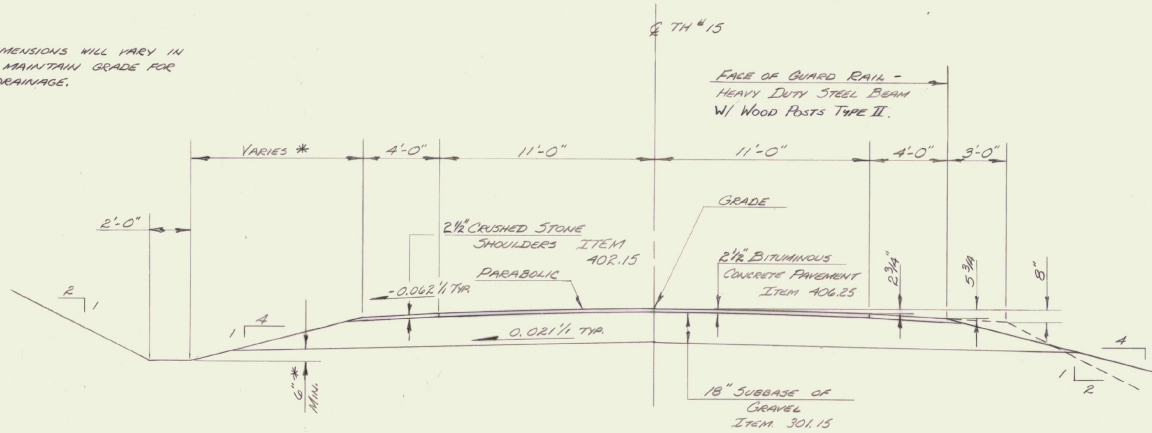 MENSIONS WILL VARY IN
MAINTAIN GRADE FOR
DRAINAGE.
℄ TH #15
FACE OF GUARD RAIL -
HEAVY DUTY STEEL BEAM
W/ WOOD POSTS TYPE II.
VARIES *
4'-0"
11'-0"
11'-0"
4'-0"
3'-0"
2'-0"
GRADE
2½" CRUSHED STONE
SHOULDERS ITEM
402.15
2½" BITUMINOUS
CONCRETE PAVEMENT
ITEM 406.25
2¾"
5¾
8"
PARABOLIC
-0.062'/1 TYP.
2
1
1
4
0.021'/1 TYP.
4
1
1
2
6" *
MIN.
18" SUBBASE OF
GRAVEL
ITEM 301.15